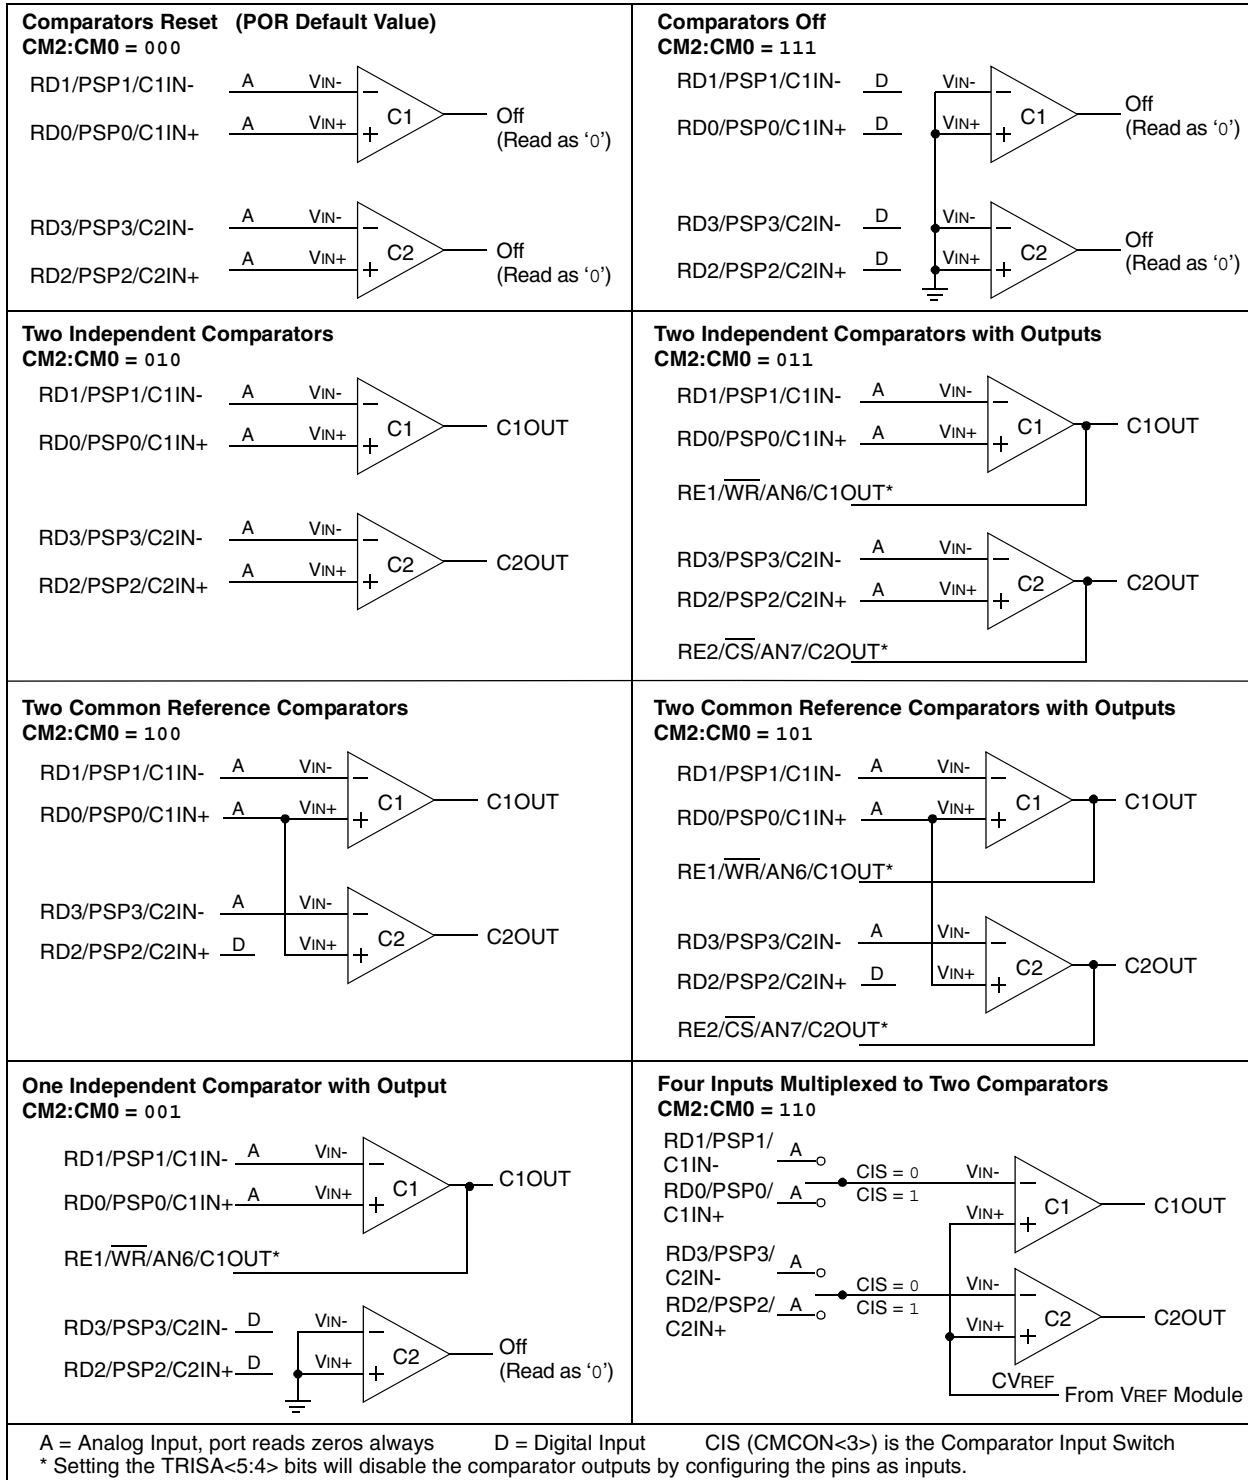 Comparators Reset (POR Default Value)
CM2:CM0 = 000
RD1/PSP1/C1IN- A VIN-
RD0/PSP0/C1IN+ A VIN+
C1
Off
(Read as ‘0’)
RD3/PSP3/C2IN- A VIN-
RD2/PSP2/C2IN+ A VIN+
C2
Off
(Read as ‘0’)
Comparators Off
CM2:CM0 = 111
RD1/PSP1/C1IN- D VIN-
RD0/PSP0/C1IN+ D VIN+
C1
Off
(Read as ‘0’)
RD3/PSP3/C2IN- D VIN-
RD2/PSP2/C2IN+ D VIN+
C2
Off
(Read as ‘0’)
Two Independent Comparators
CM2:CM0 = 010
RD1/PSP1/C1IN- A VIN-
RD0/PSP0/C1IN+ A VIN+
C1
C1OUT
RD3/PSP3/C2IN- A VIN-
RD2/PSP2/C2IN+ A VIN+
C2
C2OUT
Two Independent Comparators with Outputs
CM2:CM0 = 011
RD1/PSP1/C1IN- A VIN-
RD0/PSP0/C1IN+ A VIN+
C1
C1OUT
RE1/WR/AN6/C1OUT*
RD3/PSP3/C2IN- A VIN-
RD2/PSP2/C2IN+ A VIN+
C2
C2OUT
RE2/CS/AN7/C2OUT*
Two Common Reference Comparators
CM2:CM0 = 100
RD1/PSP1/C1IN- A VIN-
RD0/PSP0/C1IN+ A VIN+
C1
C1OUT
RD3/PSP3/C2IN- A VIN-
RD2/PSP2/C2IN+ D VIN+
C2
C2OUT
Two Common Reference Comparators with Outputs
CM2:CM0 = 101
RD1/PSP1/C1IN- A VIN-
RD0/PSP0/C1IN+ A VIN+
C1
C1OUT
RE1/WR/AN6/C1OUT*
RD3/PSP3/C2IN- A VIN-
RD2/PSP2/C2IN+ D VIN+
C2
C2OUT
RE2/CS/AN7/C2OUT*
One Independent Comparator with Output
CM2:CM0 = 001
RD1/PSP1/C1IN- A VIN-
RD0/PSP0/C1IN+ A VIN+
C1
C1OUT
RE1/WR/AN6/C1OUT*
RD3/PSP3/C2IN- D VIN-
RD2/PSP2/C2IN+ D VIN+
C2
Off
(Read as ‘0’)
Four Inputs Multiplexed to Two Comparators
CM2:CM0 = 110
RD1/PSP1/
C1IN- A
RD0/PSP0/
C1IN+ A
CIS = 0
CIS = 1
VIN-
VIN+
C1
C1OUT
RD3/PSP3/
C2IN- A
RD2/PSP2/
C2IN+ A
CIS = 0
CIS = 1
VIN-
VIN+
C2
C2OUT
CVREF
From VREF Module
A = Analog Input, port reads zeros always D = Digital Input CIS (CMCON<3>) is the Comparator Input Switch
* Setting the TRISA<5:4> bits will disable the comparator outputs by configuring the pins as inputs.